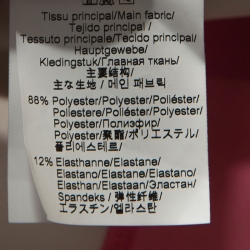 Tissu principal/Main fabric/
Tejido principal /
Tessuto principale/Tecido principal/
Hauptgewebe/
Kledingstuk/Главная ткань/
主要结构/
主な生地 / 메인 패브릭
88% Polyester/Polyester/Poliéster/
Poliestere/Poliéster/Polyester/
Polyester/Полиэфир/
Polyester/聚酯/ポリエステル/
폴리에스테르/
12% Elasthanne/Elastane/
Elastano/Elastane/Elastano/
Elasthan/Elastaan/Эластан/
Spandeks / 弹性纤维/
エラスチン/엘라스탄